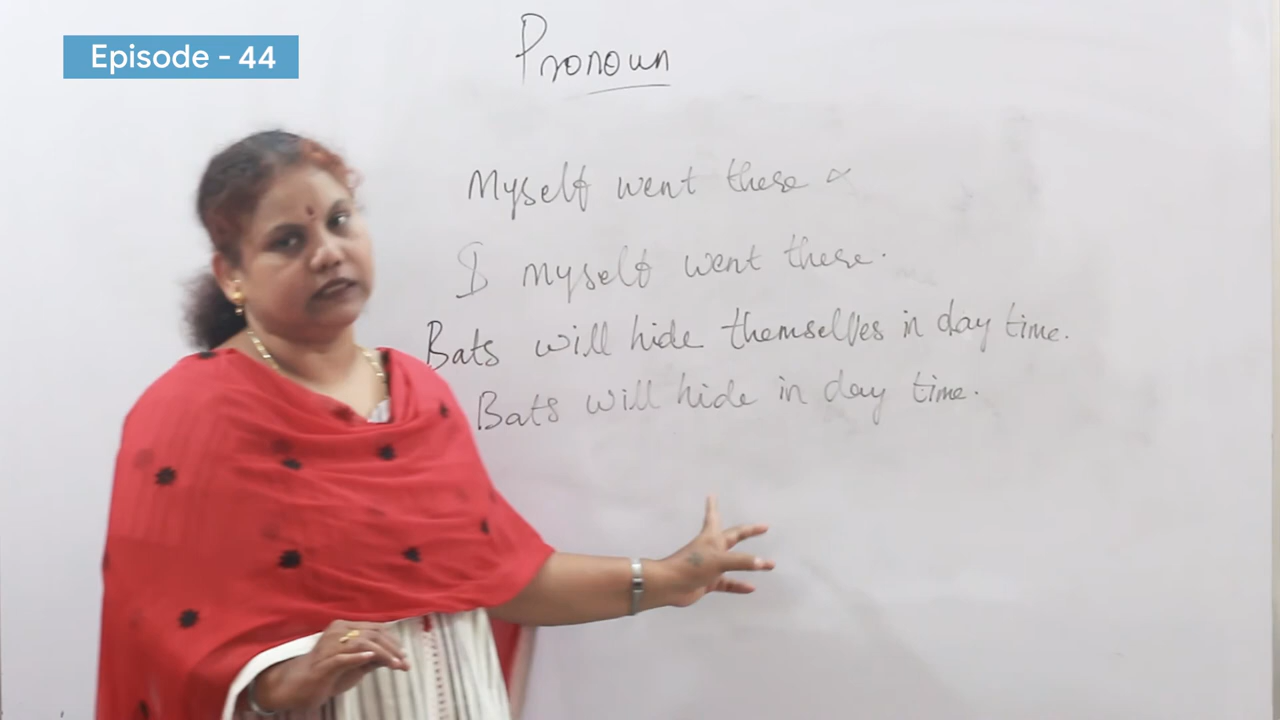 Episode - 44
Pronoun
Myself went there ×
I myself went there.
Bats will hide themselves in day time.
Bats will hide in day time.